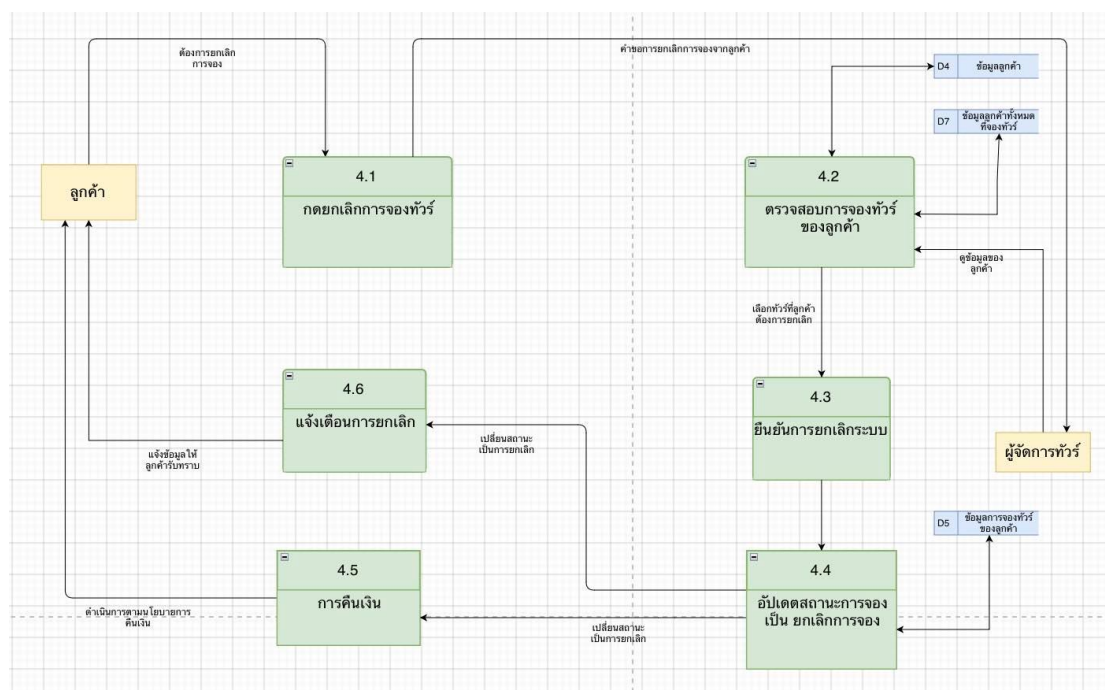 ต้องการยกเลิก
การจอง
คำขอการยกเลิกการจองจากลูกค้า
D4 ข้อมูลลูกค้า
D7 ข้อมูลลูกค้าทั้งหมด
ที่จองทัวร์
ลูกค้า
4.1
กดยกเลิกการจองทัวร์
4.2
ตรวจสอบการจองทัวร์
ของลูกค้า
ดูข้อมูลของ
ลูกค้า
เลือกทัวร์ที่ลูกค้า
ต้องการยกเลิก
4.6
แจ้งเตือนการยกเลิก
4.3
ยืนยันการยกเลิกระบบ
ผู้จัดการทัวร์
เปลี่ยนสถานะ
เป็นการยกเลิก
แจ้งข้อมูลให้
ลูกค้ารับทราบ
D5 ข้อมูลการจองทัวร์
ของลูกค้า
4.5
การคืนเงิน
4.4
อัปเดตสถานะการจอง
เป็น ยกเลิกการจอง
ดำเนินการตามนโยบายการ
คืนเงิน
เปลี่ยนสถานะ
เป็นการยกเลิก